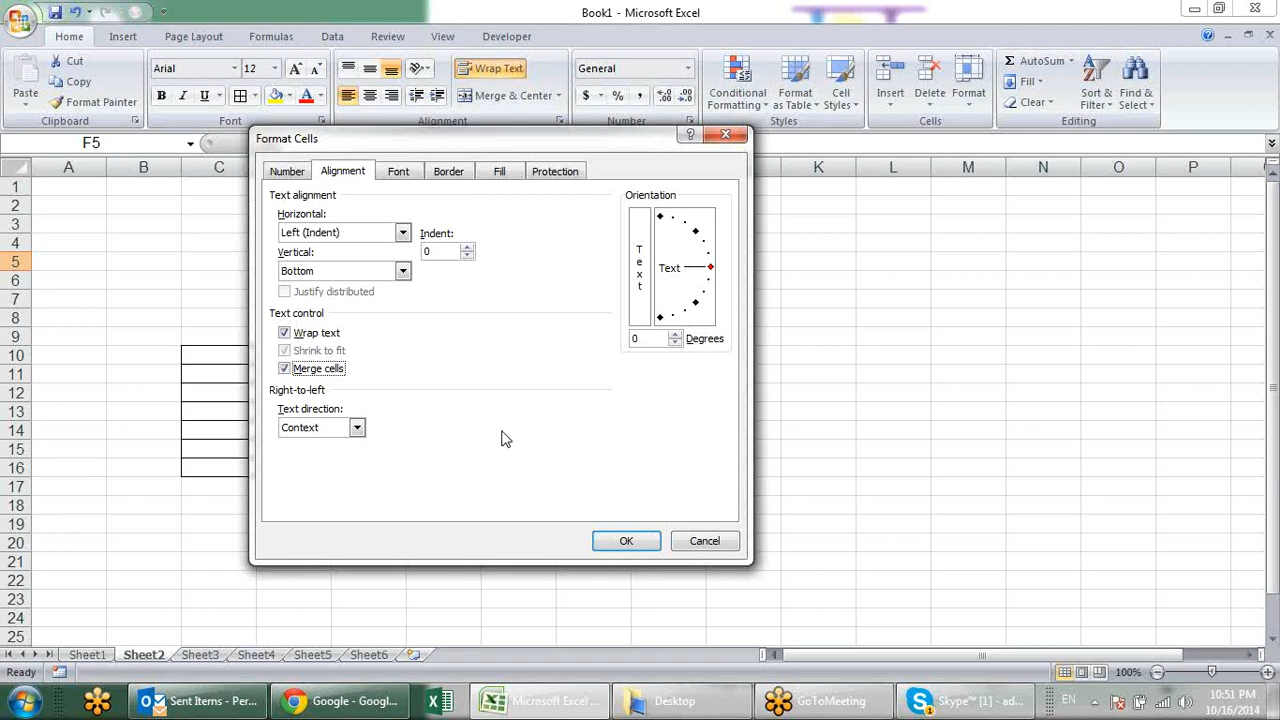 Book1 - Microsoft Excel
Home Insert Page Layout Formulas Data Review View Developer
Paste
Cut
Copy
Format Painter
Clipboard
Arial 12
B I U A
Font
Wrap Text
Merge & Center
Alignment
General
$ % ,
Number
Conditional Formatting
Format as Table
Cell Styles
Styles
Insert Delete Format
Cells
AutoSum
Fill
Clear
Sort & Filter
Find & Select
Editing
F5
A B C K L M N O P
1
2
3
4
5
6
7
8
9
10
11
12
13
14
15
16
17
18
19
20
21
22
23
24
25
Format Cells
Number Alignment Font Border Fill Protection
Text alignment
Horizontal:
Left (Indent)
Indent:
0
Vertical:
Bottom
Justify distributed
Text control
Wrap text
Shrink to fit
Merge cells
Right-to-left
Text direction:
Context
Orientation
Text
Text
0 Degrees
OK Cancel
Sheet1 Sheet2 Sheet3 Sheet4 Sheet5 Sheet6
Ready
100%
Sent Items - Per...
Google - Googl...
Microsoft Excel ...
Desktop
GoToMeeting
Skype™ [1] - ad...
EN
10:51 PM
10/16/2014